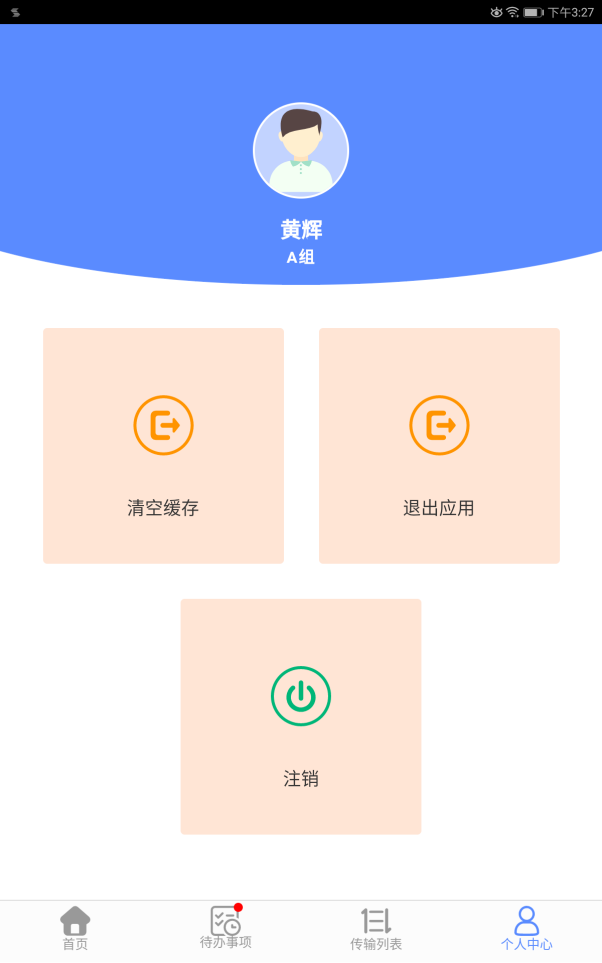 下午3:27
黄辉
A组
清空缓存
退出应用
注销
首页
待办事项
传输列表
个人中心